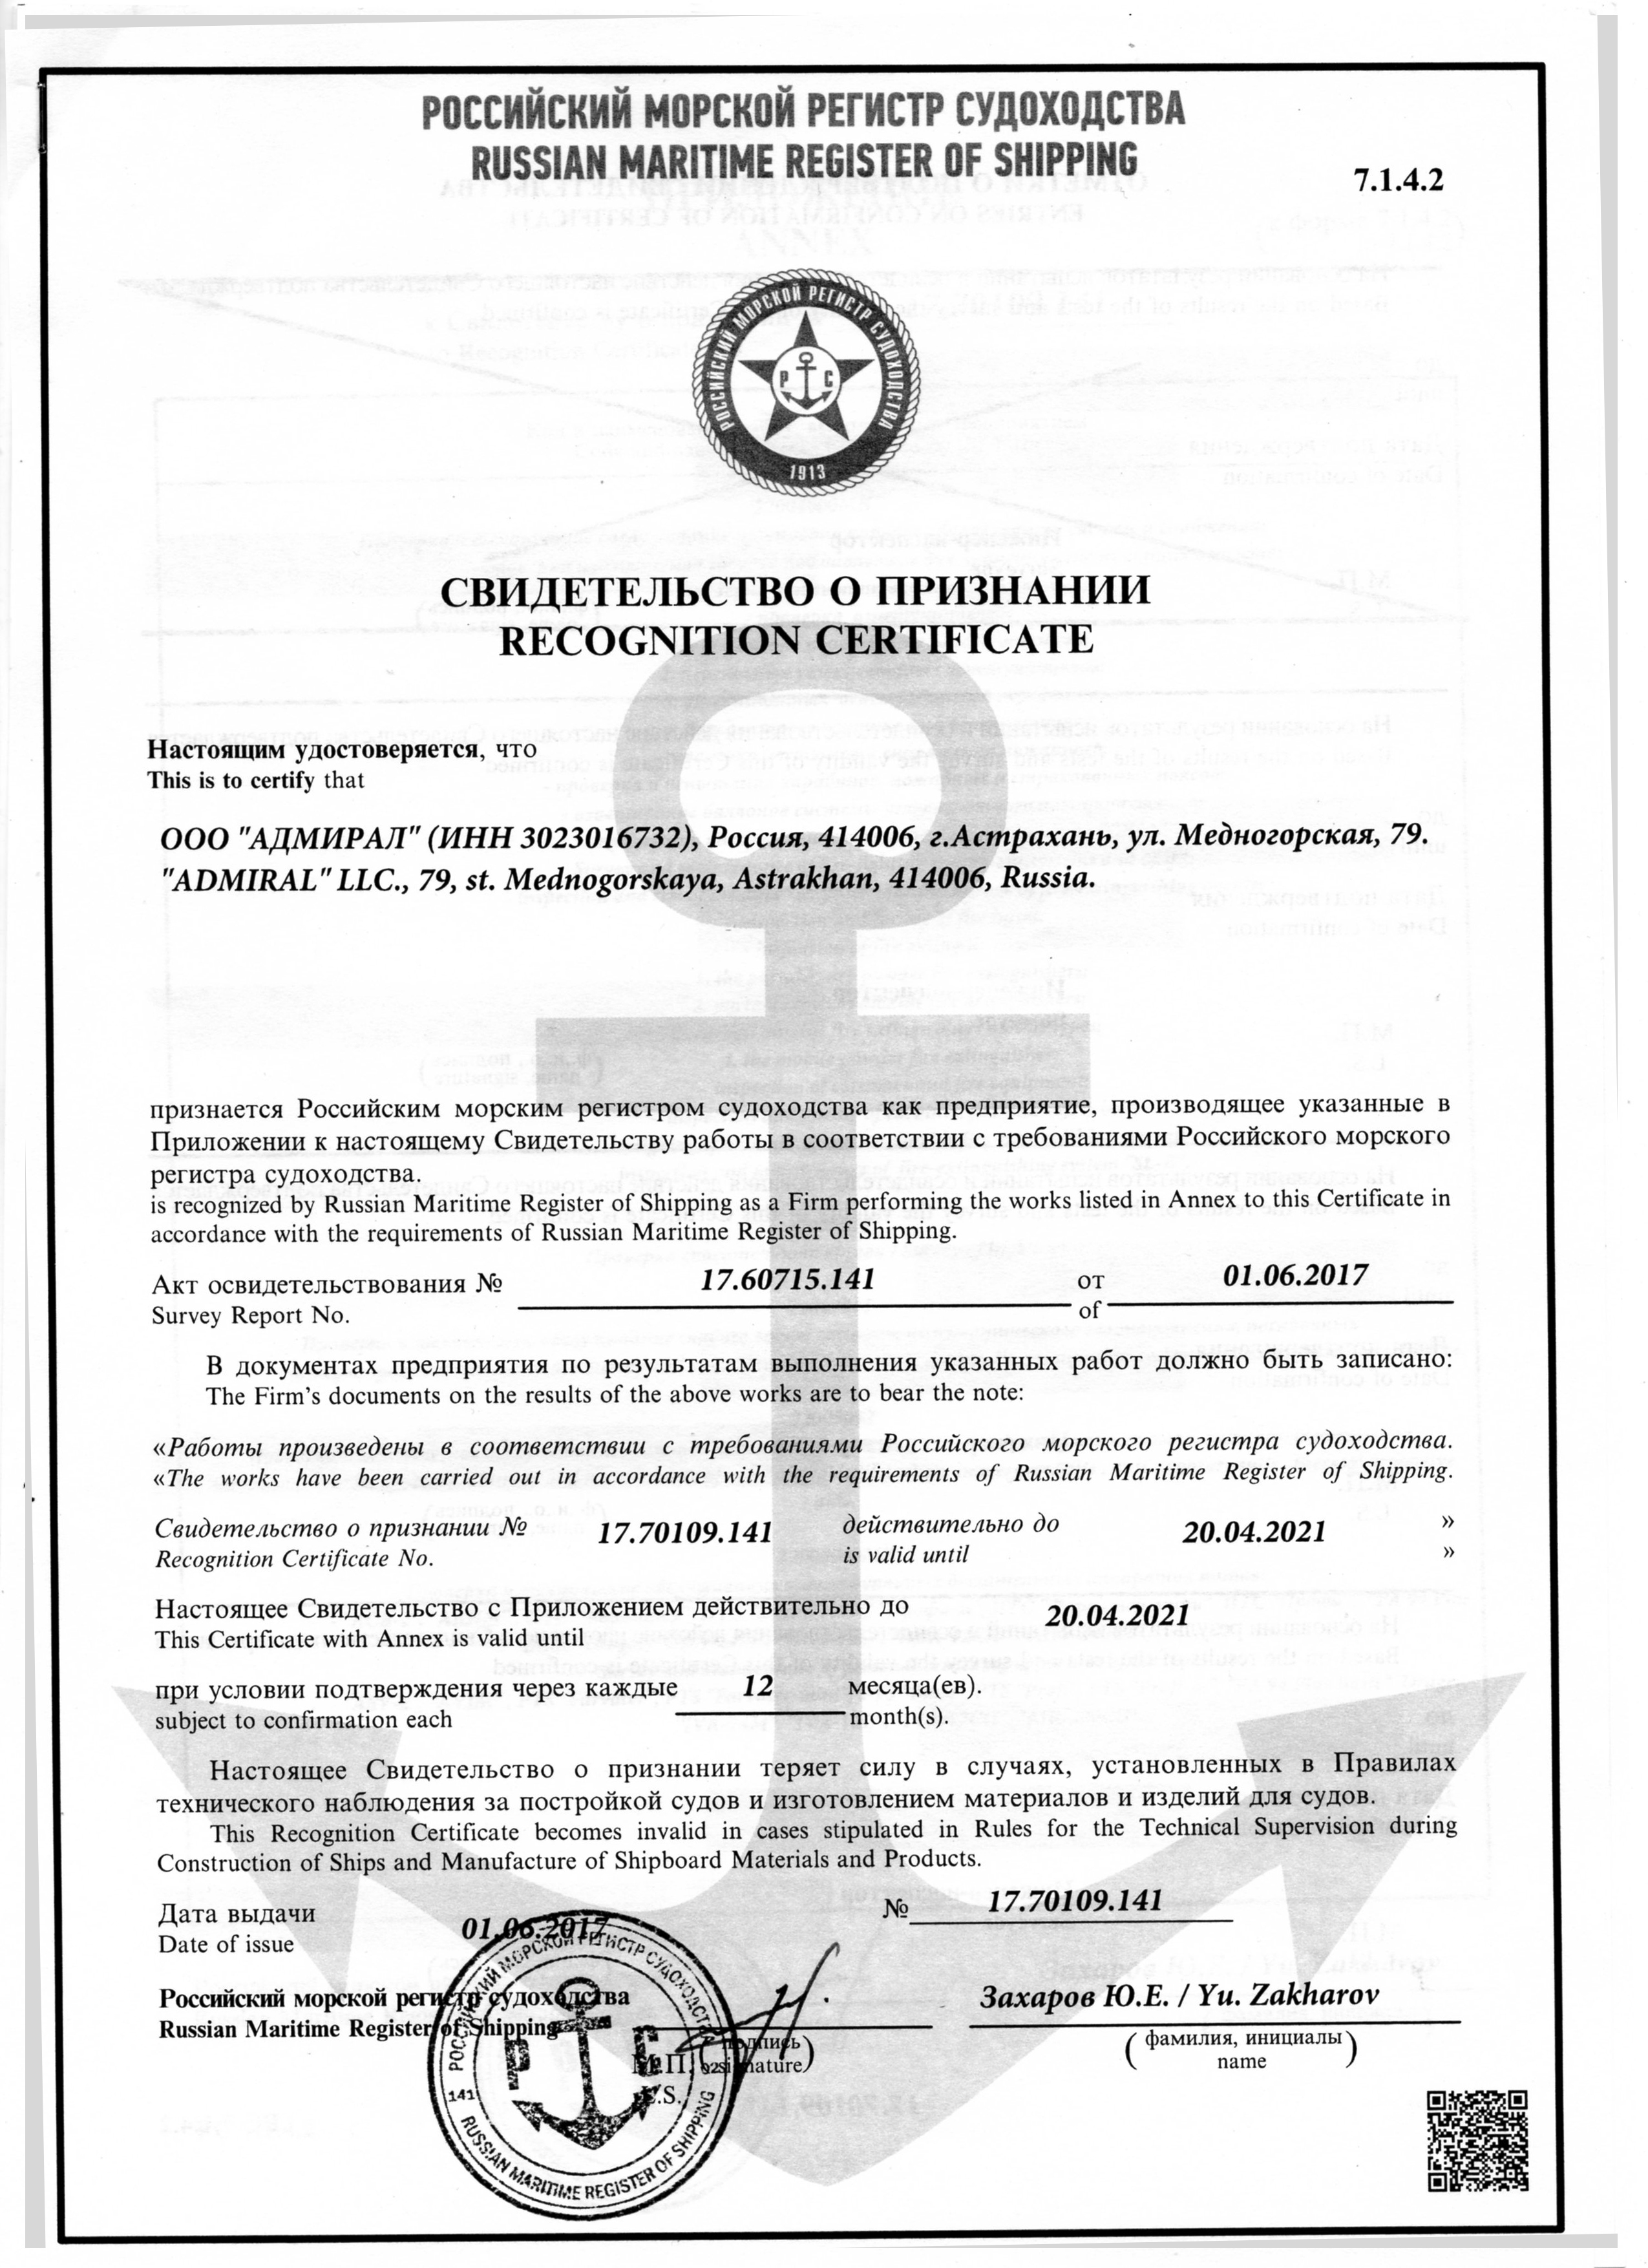 РОССИЙСКИЙ МОРСКОЙ РЕГИСТР СУДОХОДСТВА
RUSSIAN MARITIME REGISTER OF SHIPPING
7.1.4.2
РОССИЙСКИЙ МОРСКОЙ РЕГИСТР СУДОХОДСТВА
Р С
1913
СВИДЕТЕЛЬСТВО О ПРИЗНАНИИ
RECOGNITION CERTIFICATE
Настоящим удостоверяется, что
This is to certify that
ООО "АДМИРАЛ" (ИНН 3023016732), Россия, 414006, г.Астрахань, ул. Медногорская, 79.
"ADMIRAL" LLC., 79, st. Mednogorskaya, Astrakhan, 414006, Russia.
признается Российским морским регистром судоходства как предприятие, производящее указанные в
Приложении к настоящему Свидетельству работы в соответствии с требованиями Российского морского
регистра судоходства.
is recognized by Russian Maritime Register of Shipping as a Firm performing the works listed in Annex to this Certificate in
accordance with the requirements of Russian Maritime Register of Shipping.
Акт освидетельствования № 17.60715.141 от 01.06.2017
Survey Report No. of
В документах предприятия по результатам выполнения указанных работ должно быть записано:
The Firm's documents on the results of the above works are to bear the note:
«Работы произведены в соответствии с требованиями Российского морского регистра судоходства.
«The works have been carried out in accordance with the requirements of Russian Maritime Register of Shipping.
Свидетельство о признании № 17.70109.141 действительно до 20.04.2021 »
Recognition Certificate No. is valid until »
Настоящее Свидетельство с Приложением действительно до 20.04.2021
This Certificate with Annex is valid until
при условии подтверждения через каждые 12 месяца(ев).
subject to confirmation each month(s).
Настоящее Свидетельство о признании теряет силу в случаях, установленных в Правилах
технического наблюдения за постройкой судов и изготовлением материалов и изделий для судов.
This Recognition Certificate becomes invalid in cases stipulated in Rules for the Technical Supervision during
Construction of Ships and Manufacture of Shipboard Materials and Products.
Дата выдачи 01.06.2017 № 17.70109.141
Date of issue
Российский морской регистр судоходства Захаров Ю.Е. / Yu. Zakharov
Russian Maritime Register of Shipping
(подпись) (фамилия, инициалы)
М.П. signature name
L.S.
РОССИЙСКИЙ МОРСКОЙ РЕГИСТР СУДОХОДСТВА
Р С
141
RUSSIAN MARITIME REGISTER OF SHIPPING